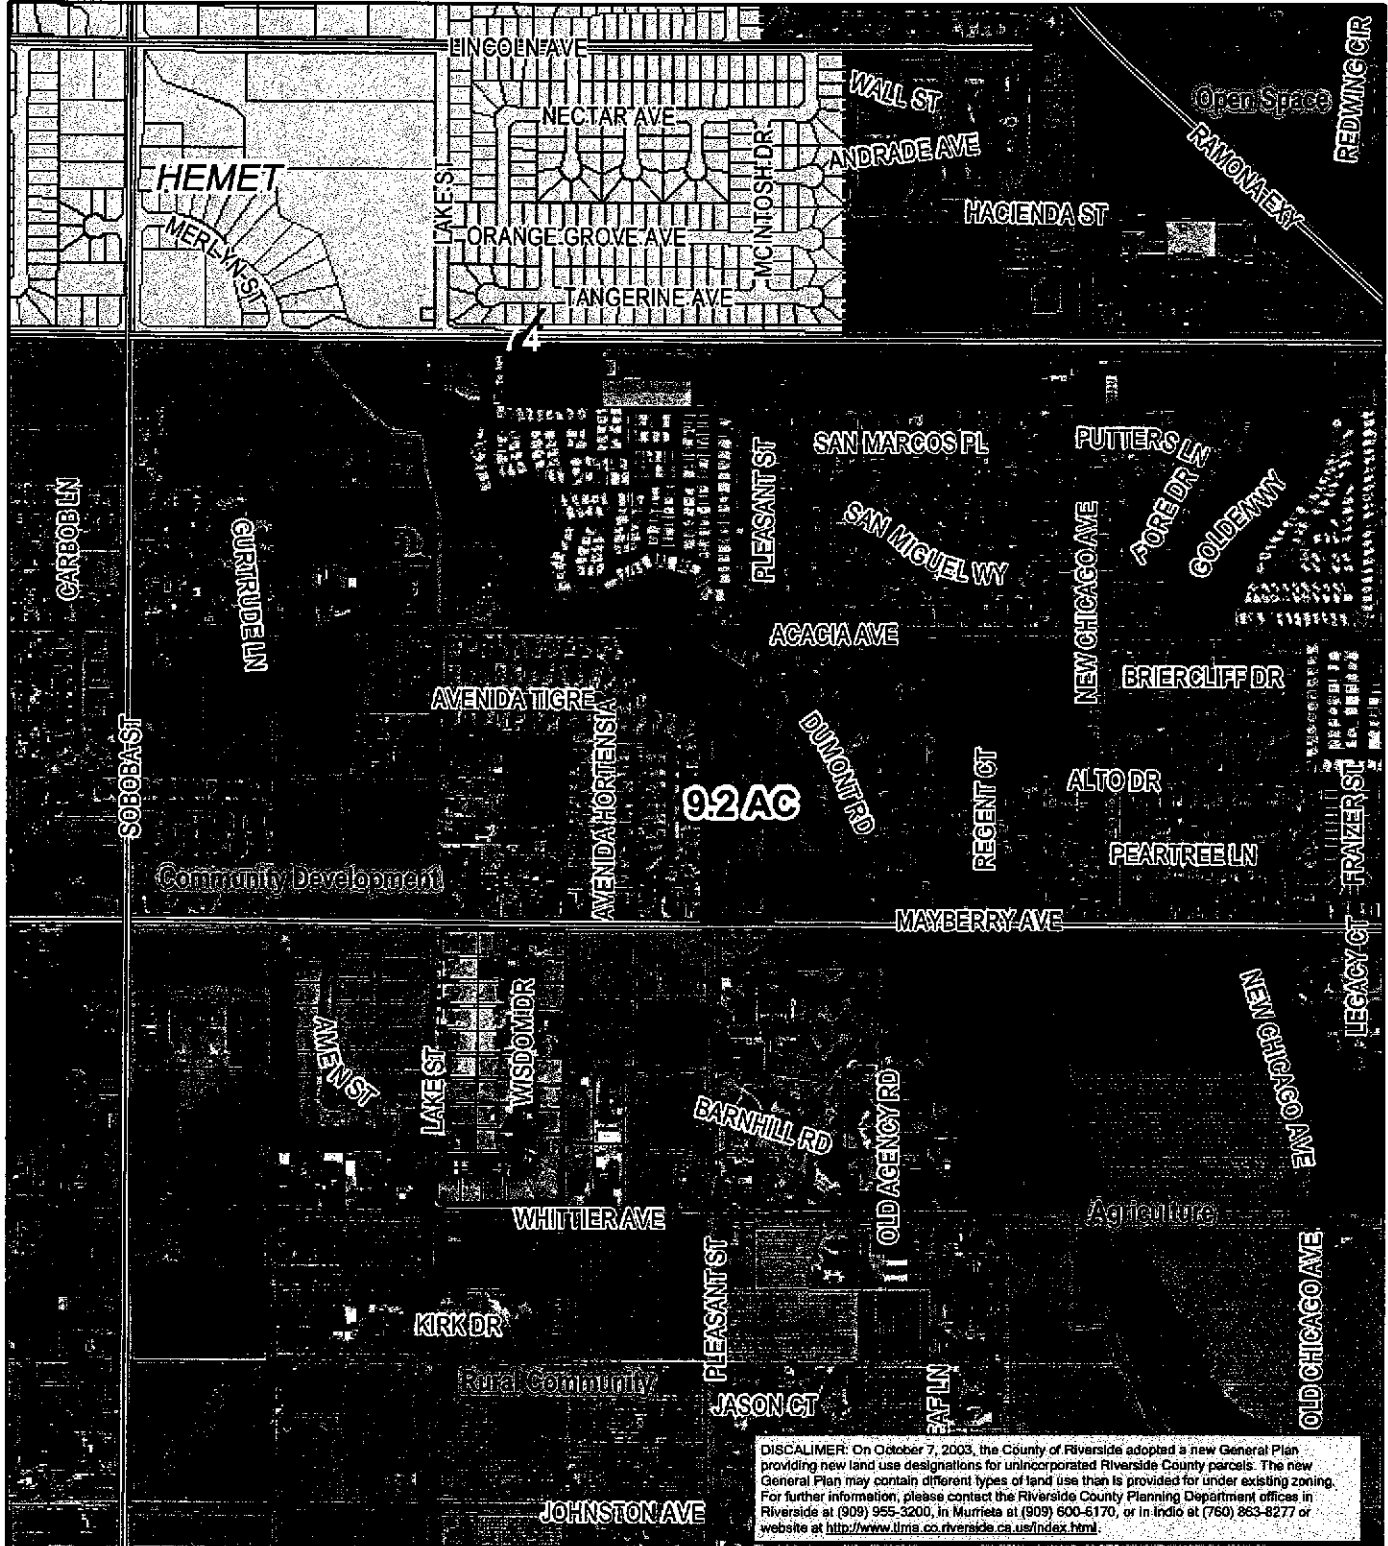 LINCOLN AVE
REDWING CIR
WALL ST
Open Space
NECTAR AVE
RAMONA EXY
MCINTOSH DR
ANDRADE AVE
HEMET
LAKE ST
HACIENDA ST
MERLYN ST
ORANGE GROVE AVE
TANGERINE AVE
74
SAN MARCOS PL
PUTTERS LN
PLEASANT ST
CARBOB LN
GURTRUDE LN
SAN MIGUEL WY
NEW CHICAGO AVE
GOLDEN WY
ACACIA AVE
BRIERCLIFF DR
AVENIDA TIGRE
SOBOBA ST
AVENIDA HORTENSIA
DUMONT RD
9.2 AC
REGENT CT
ALTO DR
FRAIZER ST
PEARTREE LN
Community Development
MAYBERRY AVE
LEGACY CT
NEW CHICAGO AVE
AMEN ST
LAKE ST
WISDOM DR
BARNHILL RD
OLD AGENCY RD
WHITTIER AVE
Agriculture
PLEASANT ST
OLD CHICAGO AVE
KIRK DR
Rural Community
JASON CT
EAF LN
JOHNSTON AVE
DISCALIMER: On October 7, 2003, the County of Riverside adopted a new General Plan
providing new land use designations for unincorporated Riverside County parcels. The new
General Plan may contain different types of land use than is provided for under existing zoning.
For further information, please contact the Riverside County Planning Department offices in
Riverside at (909) 955-3200, in Murrieta at (909) 600-6170, or in Indio at (760) 863-8277 or
website at http://www.tlma.co.riverside.ca.us/index.html.